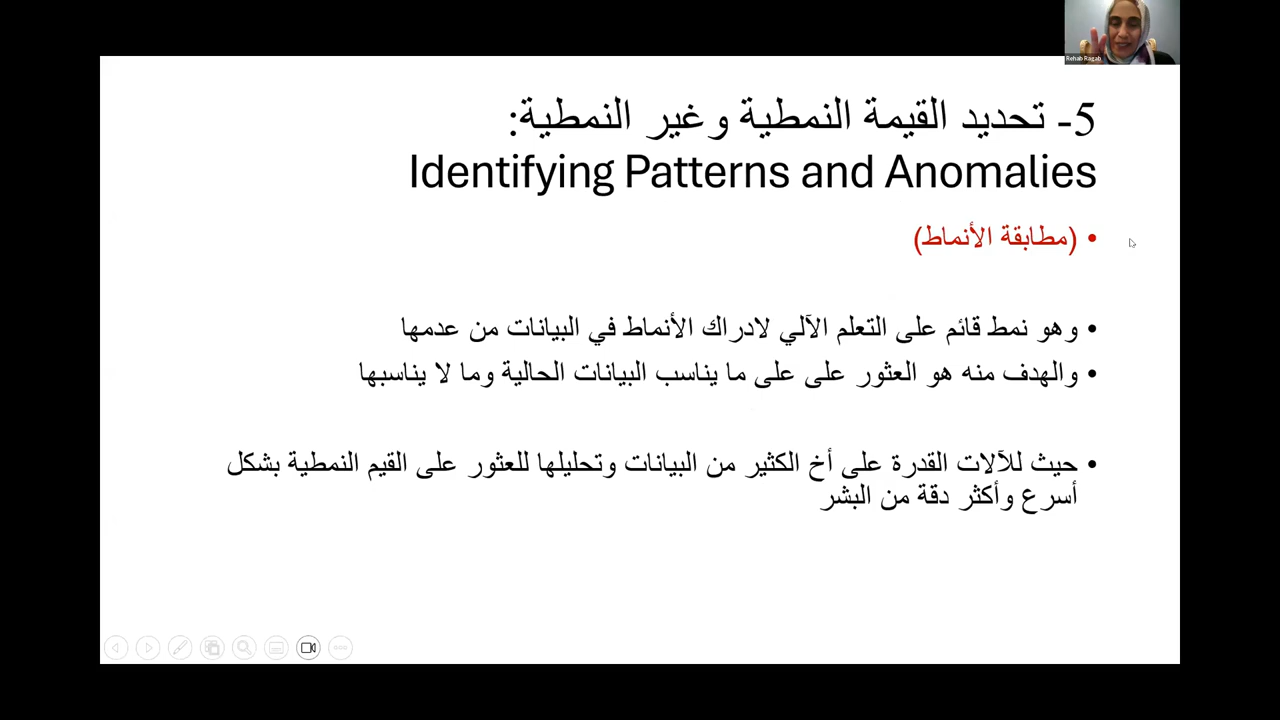 Rehab Ragab
5- تحديد القيمة النمطية وغير النمطية:
Identifying Patterns and Anomalies
• (مطابقة الأنماط)
• وهو نمط قائم على التعلم الآلي لادراك الأنماط في البيانات من عدمها
• والهدف منه هو العثور على على ما يناسب البيانات الحالية وما لا يناسبها
• حيث للآلات القدرة على أخ الكثير من البيانات وتحليلها للعثور على القيم النمطية بشكل
أسرع وأكثر دقة من البشر